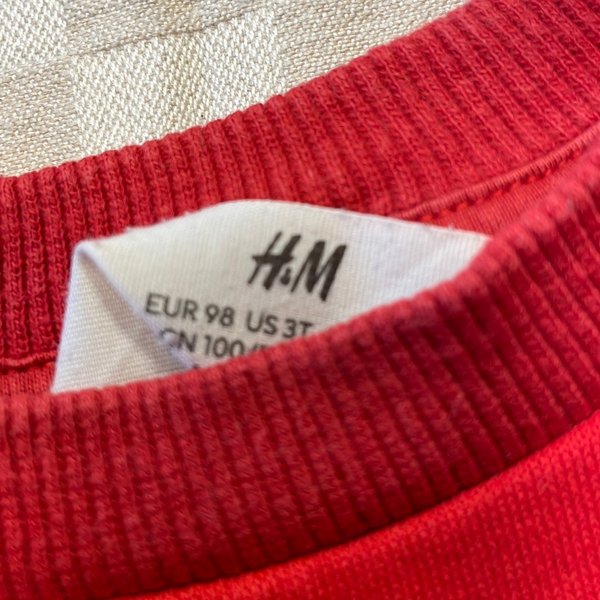 H&M
EUR 98 US 3T
CN 100/